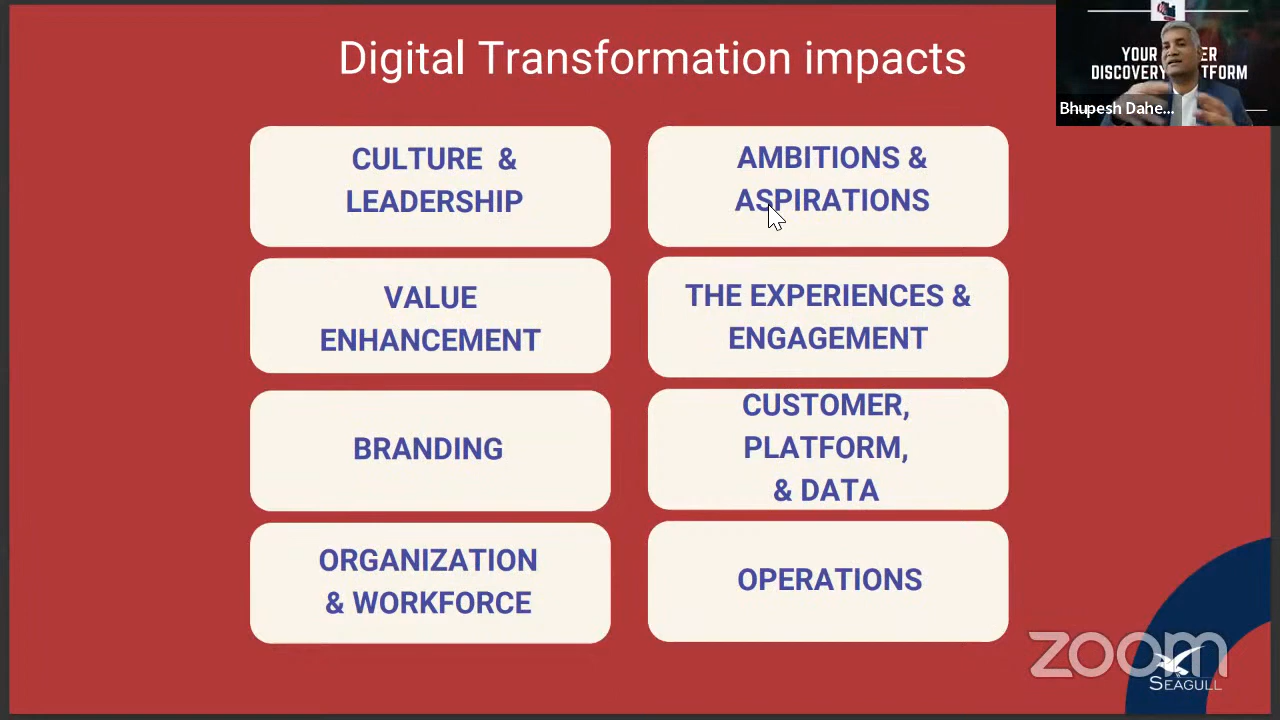 Digital Transformation impacts
YOUR
DISCOVERY
Bhupesh Dahe...
CULTURE &
LEADERSHIP
AMBITIONS &
ASPIRATIONS
VALUE
ENHANCEMENT
THE EXPERIENCES &
ENGAGEMENT
BRANDING
CUSTOMER,
PLATFORM,
& DATA
ORGANIZATION
& WORKFORCE
OPERATIONS
zoom
SEAGULL